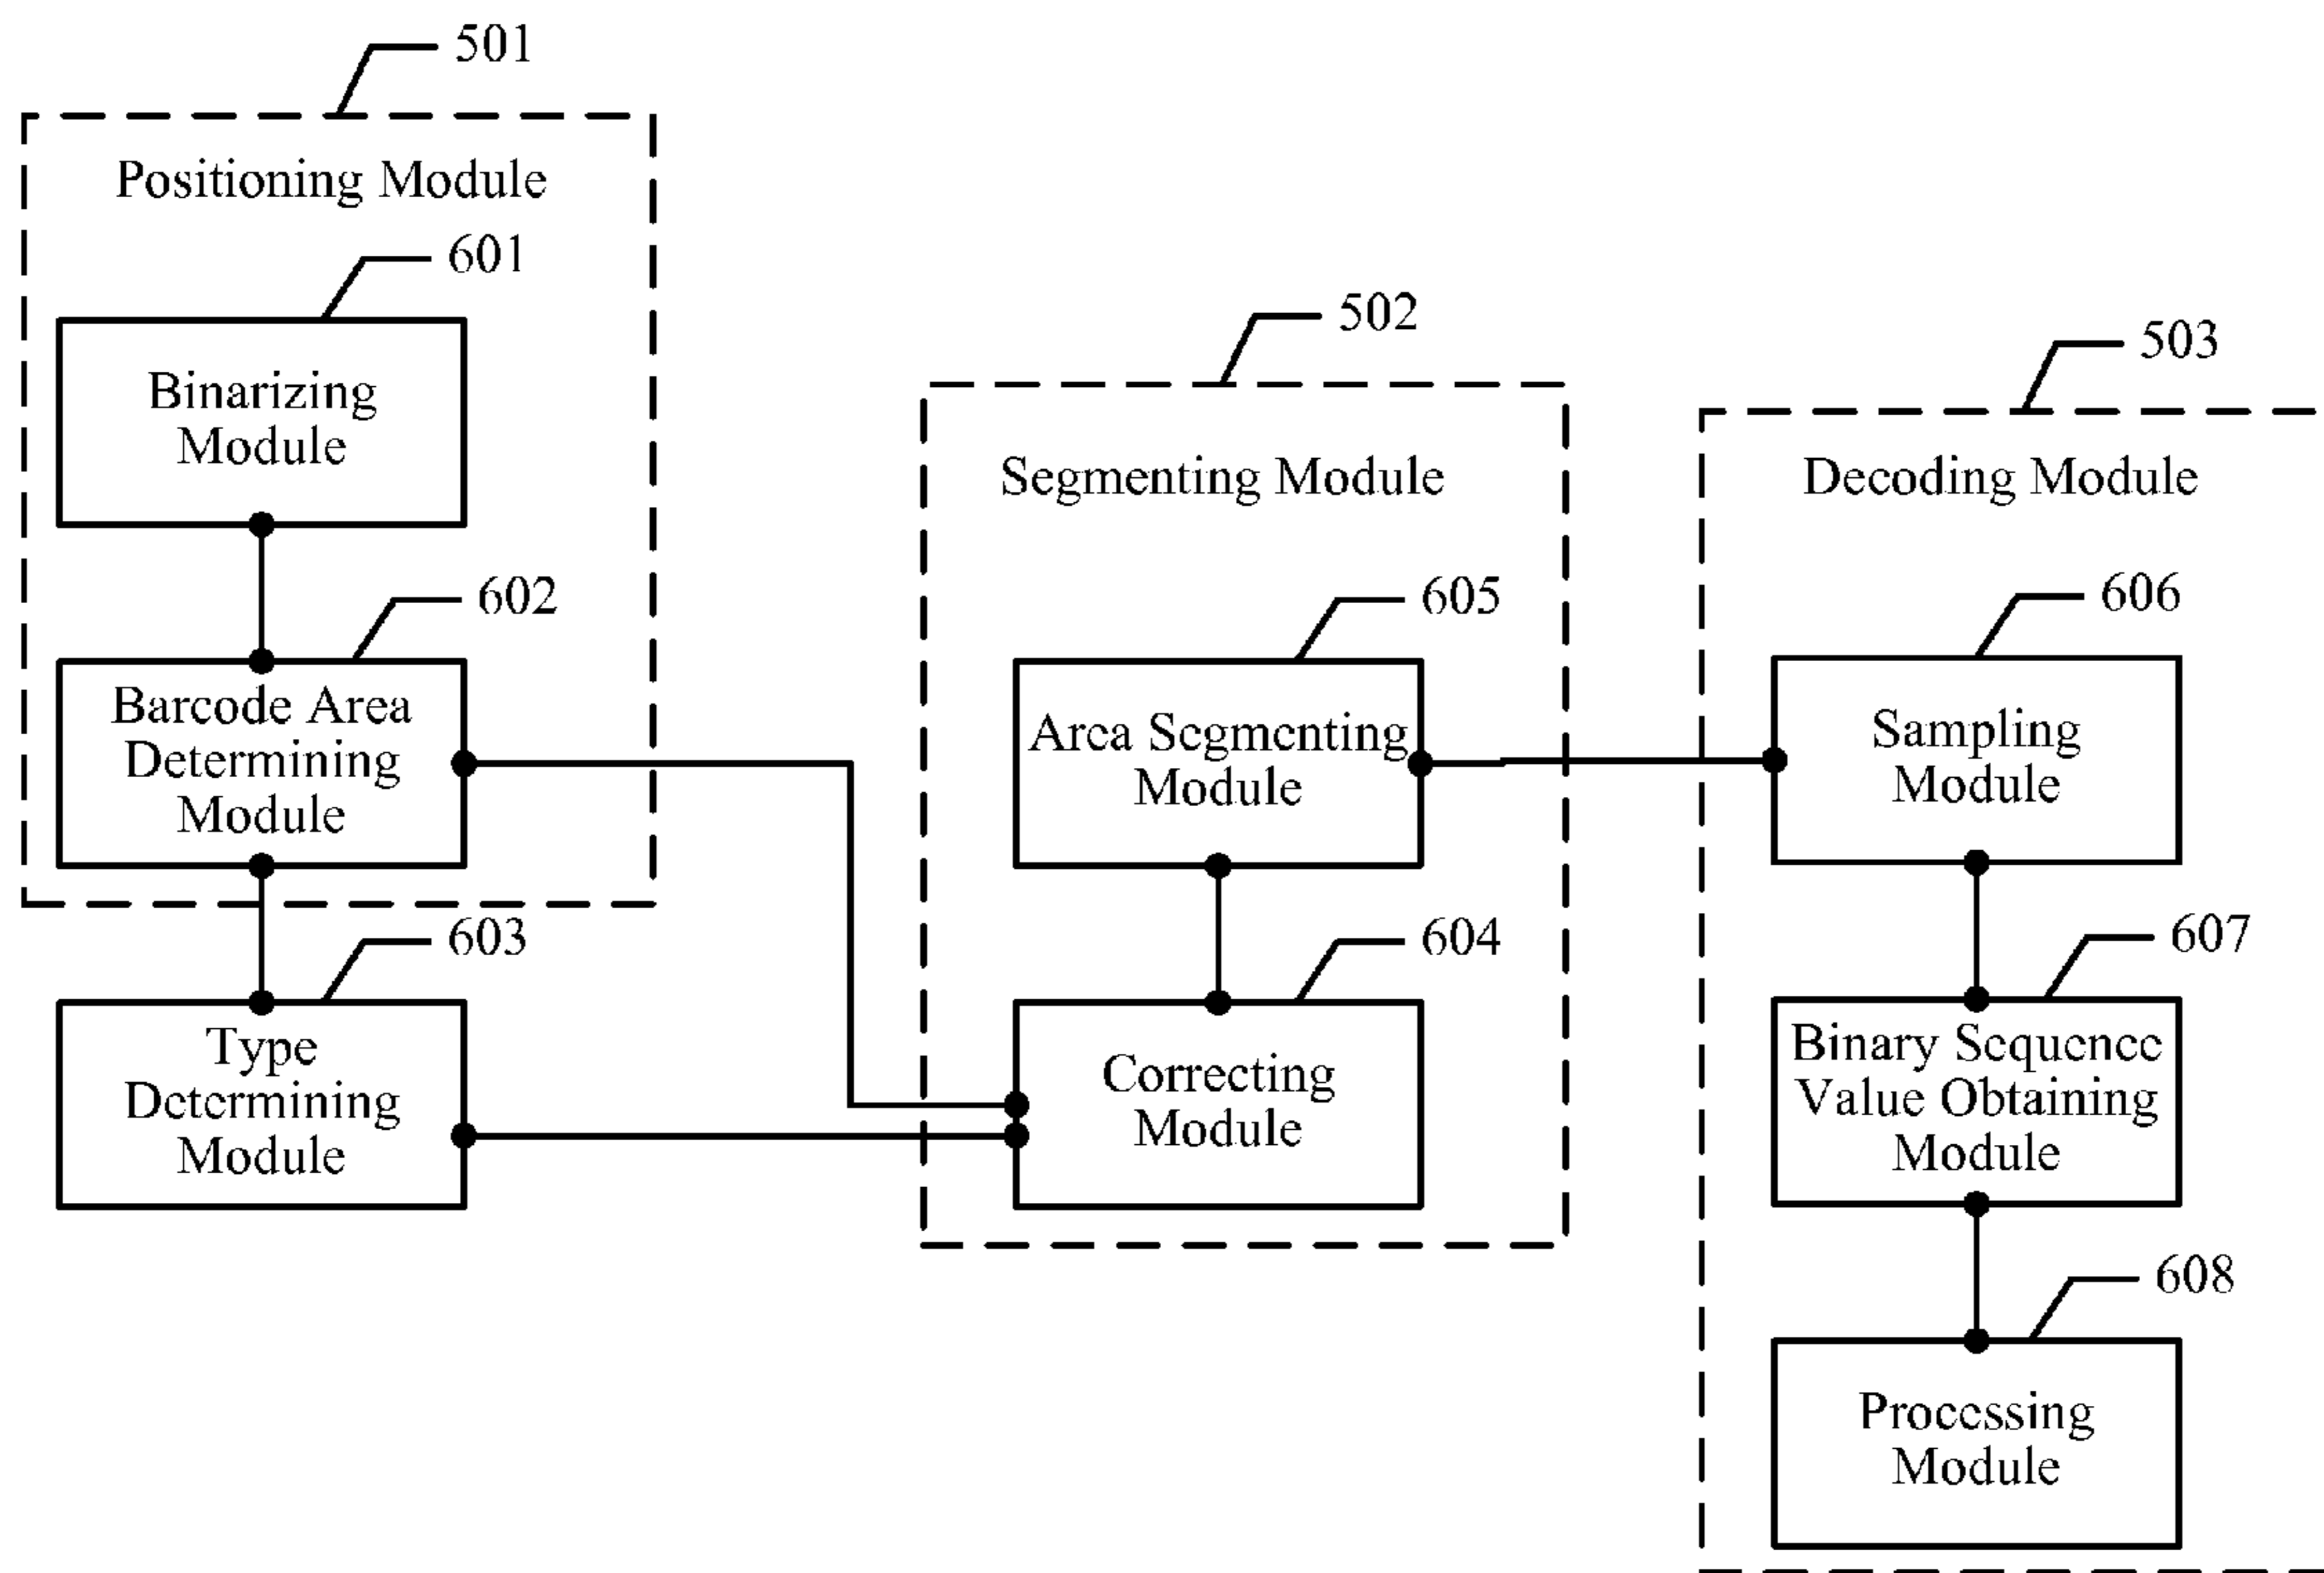 501
Positioning Module
601
Binarizing
Module
602
Barcode Area
Determining
Module
603
Type
Determining
Module
502
Segmenting Module
605
Area Segmenting
Module
604
Correcting
Module
503
Decoding Module
606
Sampling
Module
607
Binary Sequence
Value Obtaining
Module
608
Processing
Module